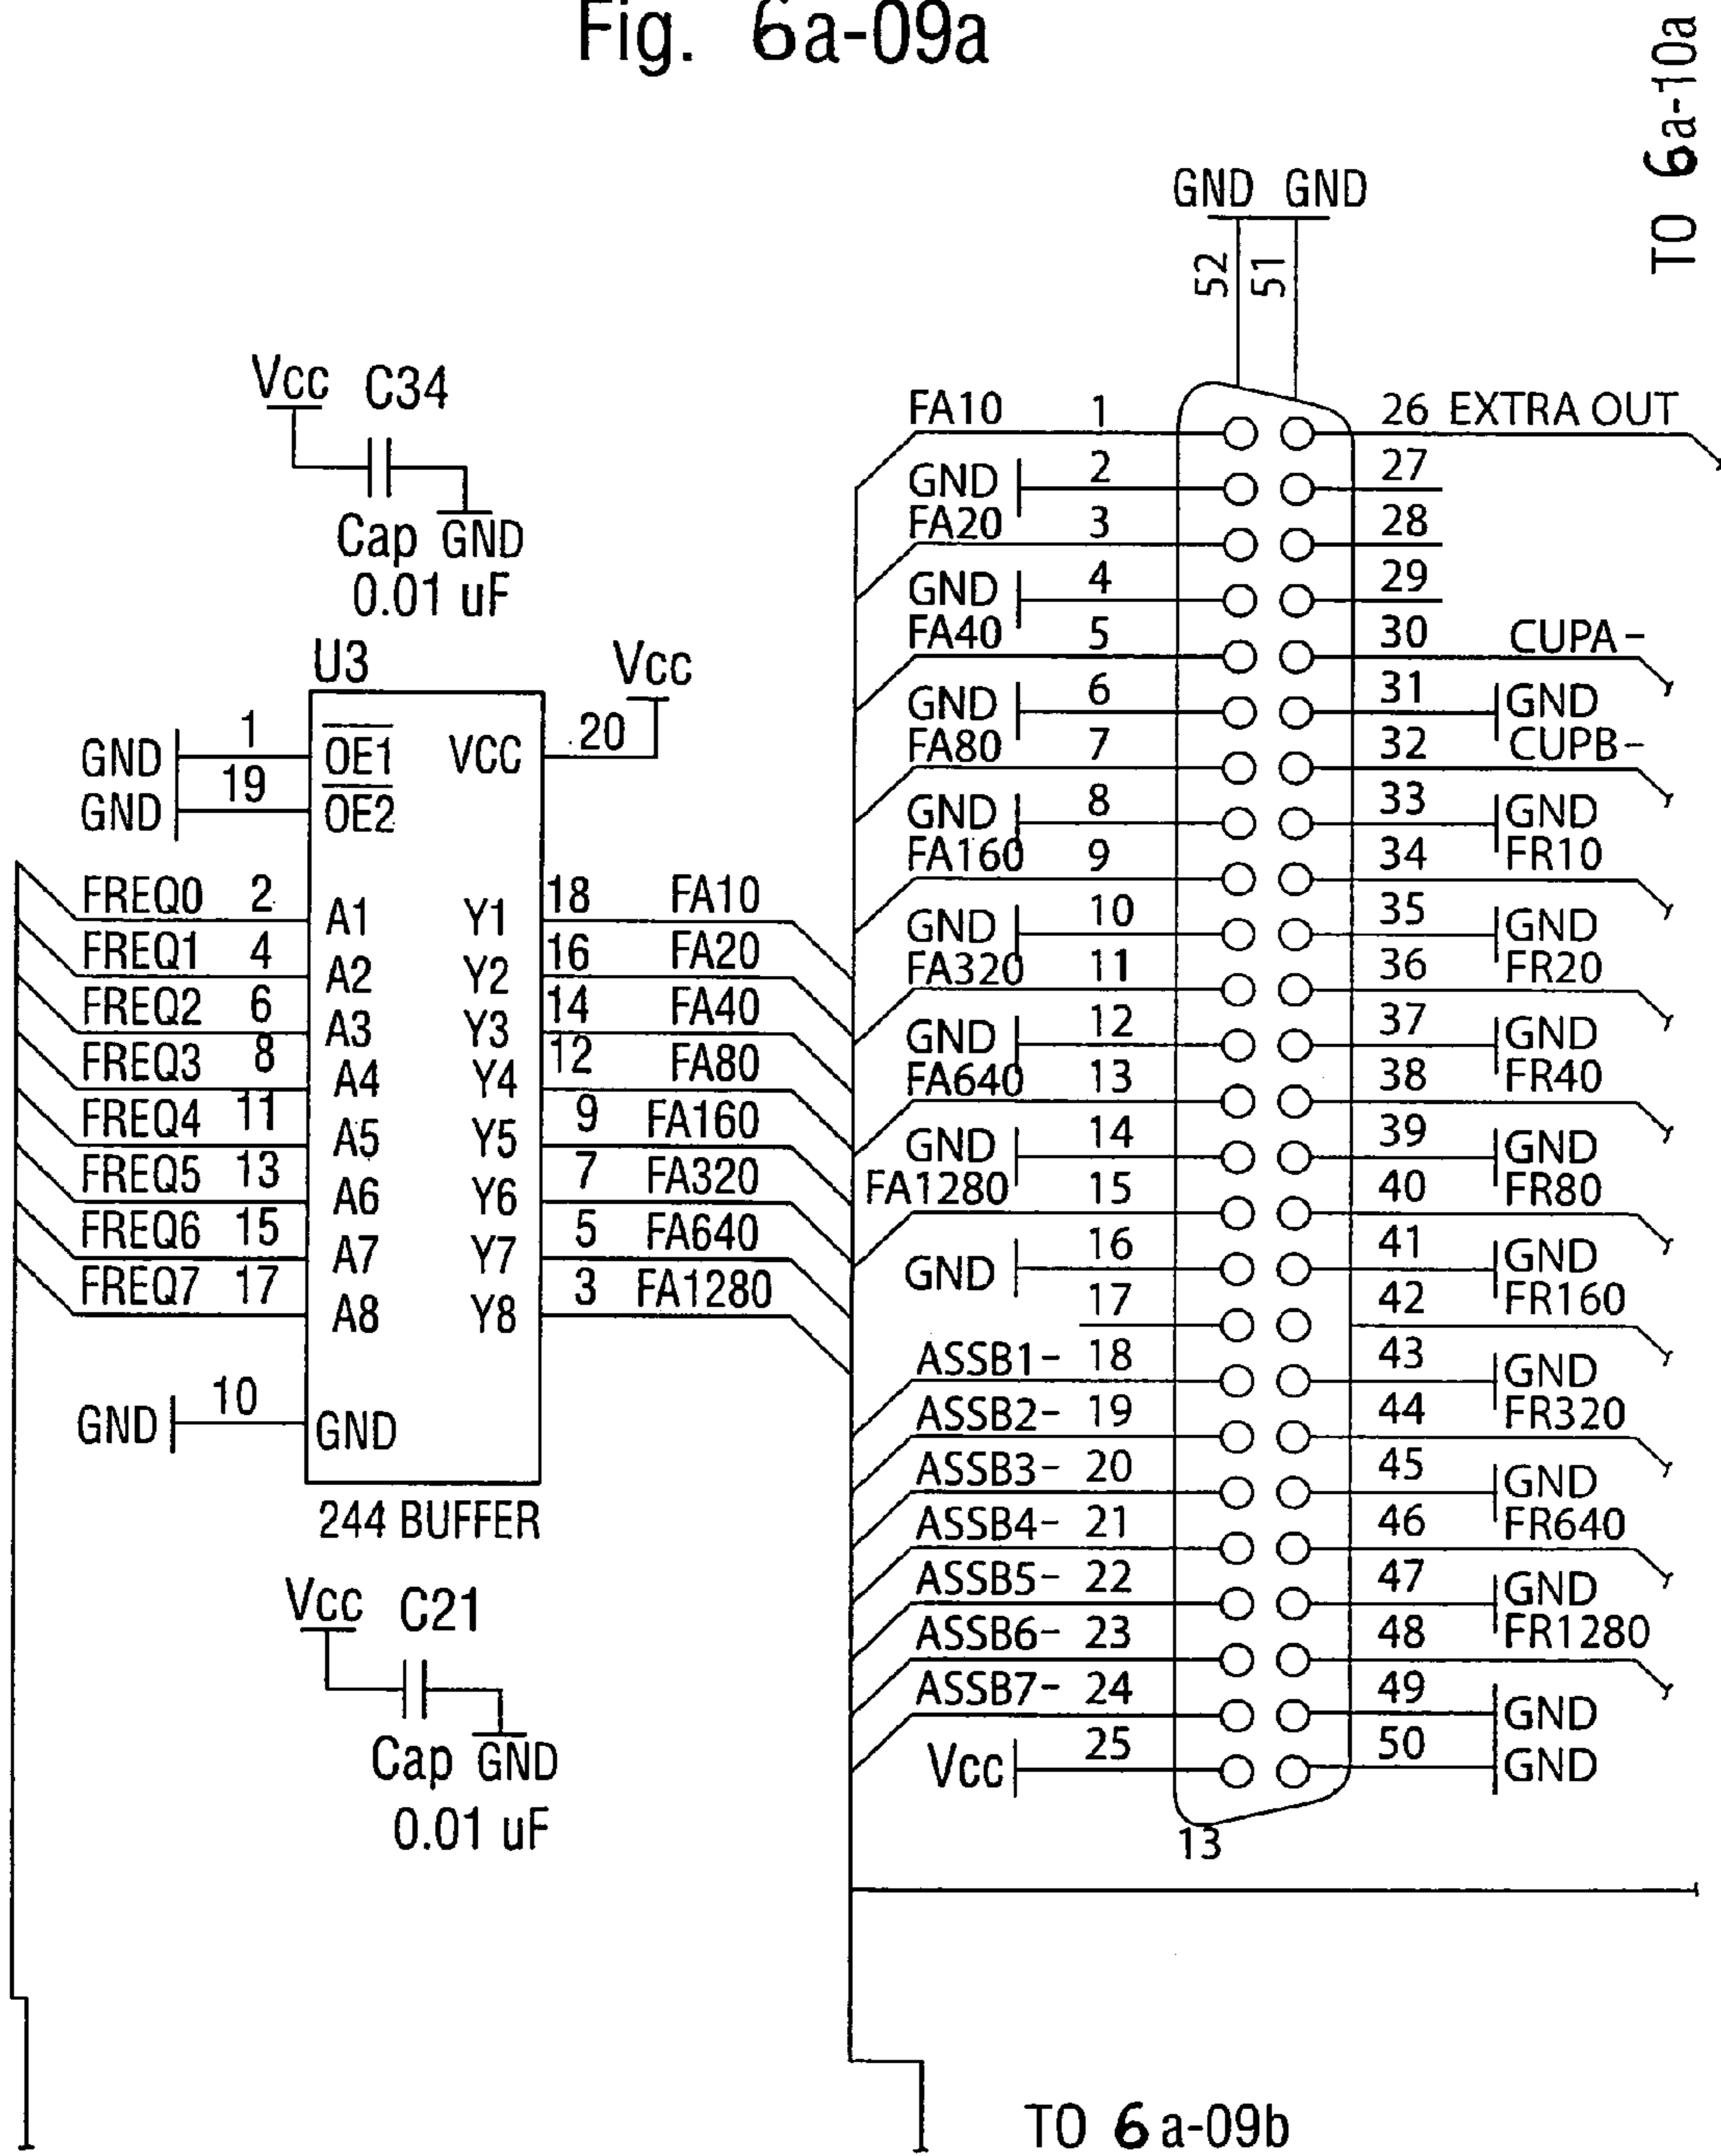 Fig. 6a-09a
TO 6a-10a
GND GND
52 51
Vcc C34
Cap GND
0.01 uF
U3
Vcc
GND 1 OE1 VCC 20
GND 19 OE2
FREQ0 2 A1 Y1 18 FA10
FREQ1 4 A2 Y2 16 FA20
FREQ2 6 A3 Y3 14 FA40
FREQ3 8 A4 Y4 12 FA80
FREQ4 11 A5 Y5 9 FA160
FREQ5 13 A6 Y6 7 FA320
FREQ6 15 A7 Y7 5 FA640
FREQ7 17 A8 Y8 3 FA1280
GND 10 GND
244 BUFFER
Vcc C21
Cap GND
0.01 uF
FA10 1 26 EXTRA OUT
GND 2 27
FA20 3 28
GND 4 29
FA40 5 30 CUPA-
GND 6 31 GND
FA80 7 32 CUPB-
GND 8 33 GND
FA160 9 34 FR10
GND 10 35 GND
FA320 11 36 FR20
GND 12 37 GND
FA640 13 38 FR40
GND 14 39 GND
FA1280 15 40 FR80
GND 16 41 GND
17 42 FR160
ASSB1- 18 43 GND
ASSB2- 19 44 FR320
ASSB3- 20 45 GND
ASSB4- 21 46 FR640
ASSB5- 22 47 GND
ASSB6- 23 48 FR1280
ASSB7- 24 49 GND
Vcc 25 50 GND
13
TO 6a-09b